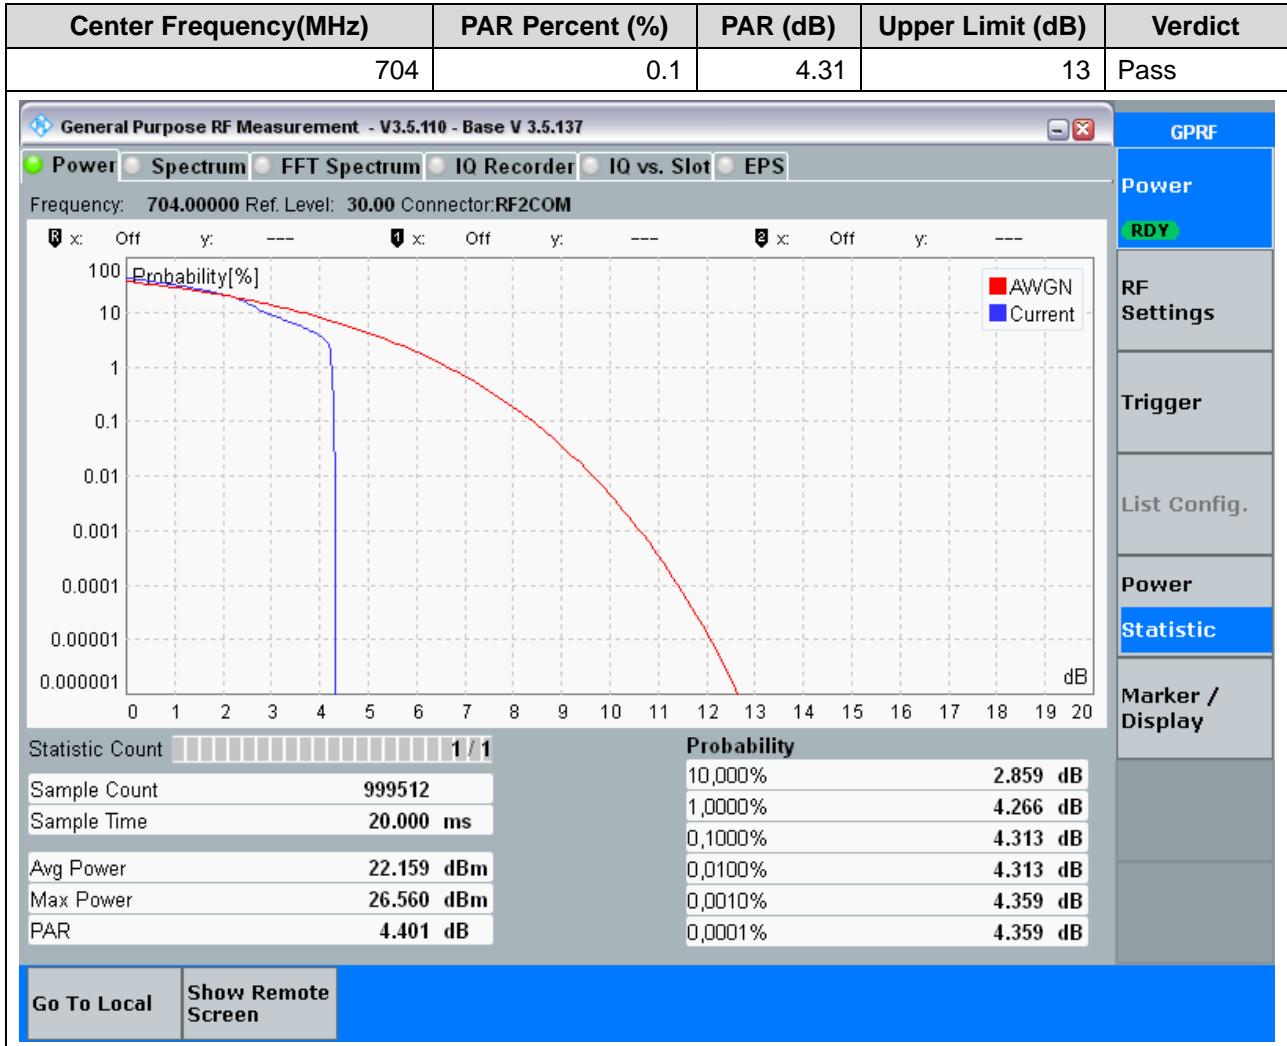 Center Frequency(MHz) PAR Percent (%) PAR (dB) Upper Limit (dB) Verdict
704 0.1 4.31 13 Pass
General Purpose RF Measurement - V3.5.110 - Base V 3.5.137
GPRF
Power Spectrum FFT Spectrum IQ Recorder IQ vs. Slot EPS
Frequency: 704.00000 Ref. Level: 30.00 Connector:RF2COM
R x: Off y: --- 1 x: Off y: --- 2 x: Off y: ---
Probability[%]
AWGN
Current
100
10
1
0.1
0.01
0.001
0.0001
0.00001
0.000001
dB
0 1 2 3 4 5 6 7 8 9 10 11 12 13 14 15 16 17 18 19 20
Statistic Count 1 / 1
Sample Count 999512
Sample Time 20.000 ms
Avg Power 22.159 dBm
Max Power 26.560 dBm
PAR 4.401 dB
Probability
10,000% 2.859 dB
1,0000% 4.266 dB
0,1000% 4.313 dB
0,0100% 4.313 dB
0,0010% 4.359 dB
0,0001% 4.359 dB
Power
RDY
RF
Settings
Trigger
List Config.
Power
Statistic
Marker /
Display
Go To Local
Show Remote
Screen